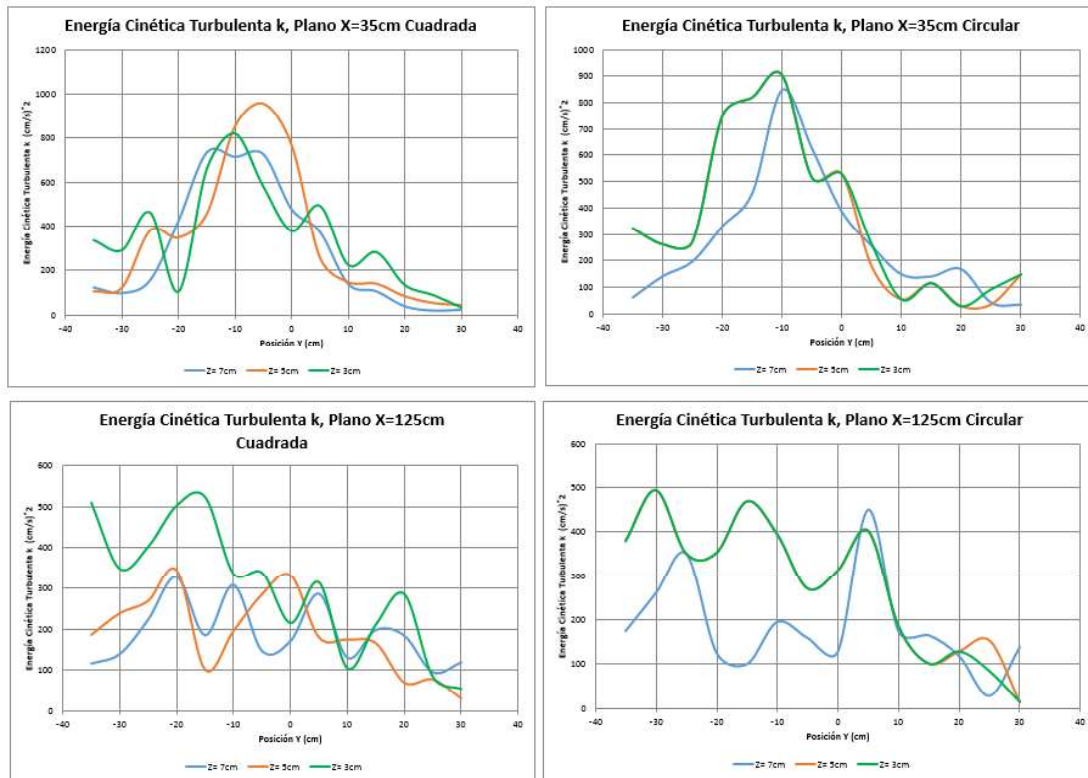 Energía Cinética Turbulenta k, Plano X=35cm Cuadrada
Energía Cinética Turbulenta k (cm/s)^2
1200
1000
800
600
400
200
0
-40 -30 -20 -10 0 10 20 30 40
Posición Y (cm)
Z= 7cm Z= 5cm Z= 3cm
Energía Cinética Turbulenta k, Plano X=35cm Circular
Energía Cinética Turbulenta k (cm/s)^2
1000
900
800
700
600
500
400
300
200
100
0
-40 -30 -20 -10 0 10 20 30 40
Posición Y (cm)
Z= 7cm Z= 5cm Z= 3cm
Energía Cinética Turbulenta k, Plano X=125cm
Cuadrada
Energía Cinética Turbulenta k (cm/s)^2
600
500
400
300
200
100
0
-40 -30 -20 -10 0 10 20 30 40
Posición Y (cm)
Z= 7cm Z= 5cm Z= 3cm
Energía Cinética Turbulenta k, Plano X=125cm Circular
Energía Cinética Turbulenta k (cm/s)^2
600
500
400
300
200
100
0
-40 -30 -20 -10 0 10 20 30 40
Posición Y (cm)
Z= 7cm Z= 5cm Z= 3cm